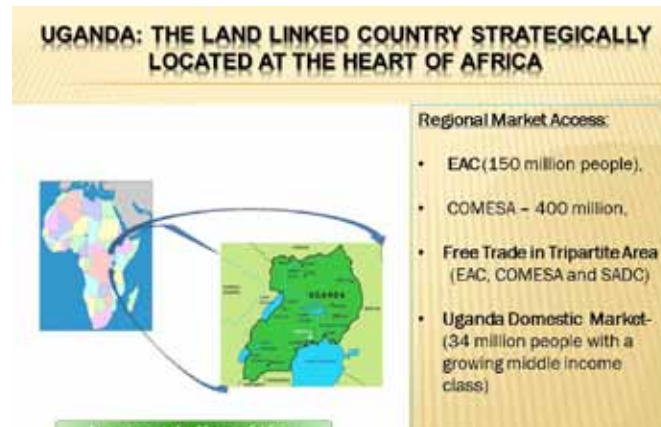 UGANDA: THE LAND LINKED COUNTRY STRATEGICALLY
LOCATED AT THE HEART OF AFRICA
Regional Market Access:
• EAC (150 million people),
• COMESA – 400 million,
• Free Trade in Tripartite Area
(EAC, COMESA and SADC)
• Uganda Domestic Market-
(34 million people with a
growing middle income
class)
UGANDA